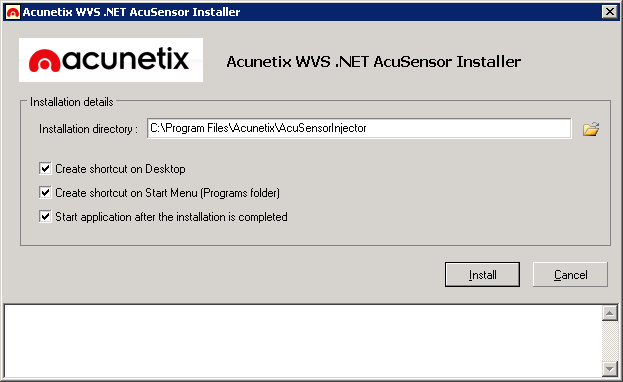 Acunetix WVS .NET AcuSensor Installer
acunetix
Acunetix WVS .NET AcuSensor Installer
Installation details
Installation directory :
C:\Program Files\Acunetix\AcuSensorInjector
Create shortcut on Desktop
Create shortcut on Start Menu (Programs folder)
Start application after the installation is completed
Install
Cancel